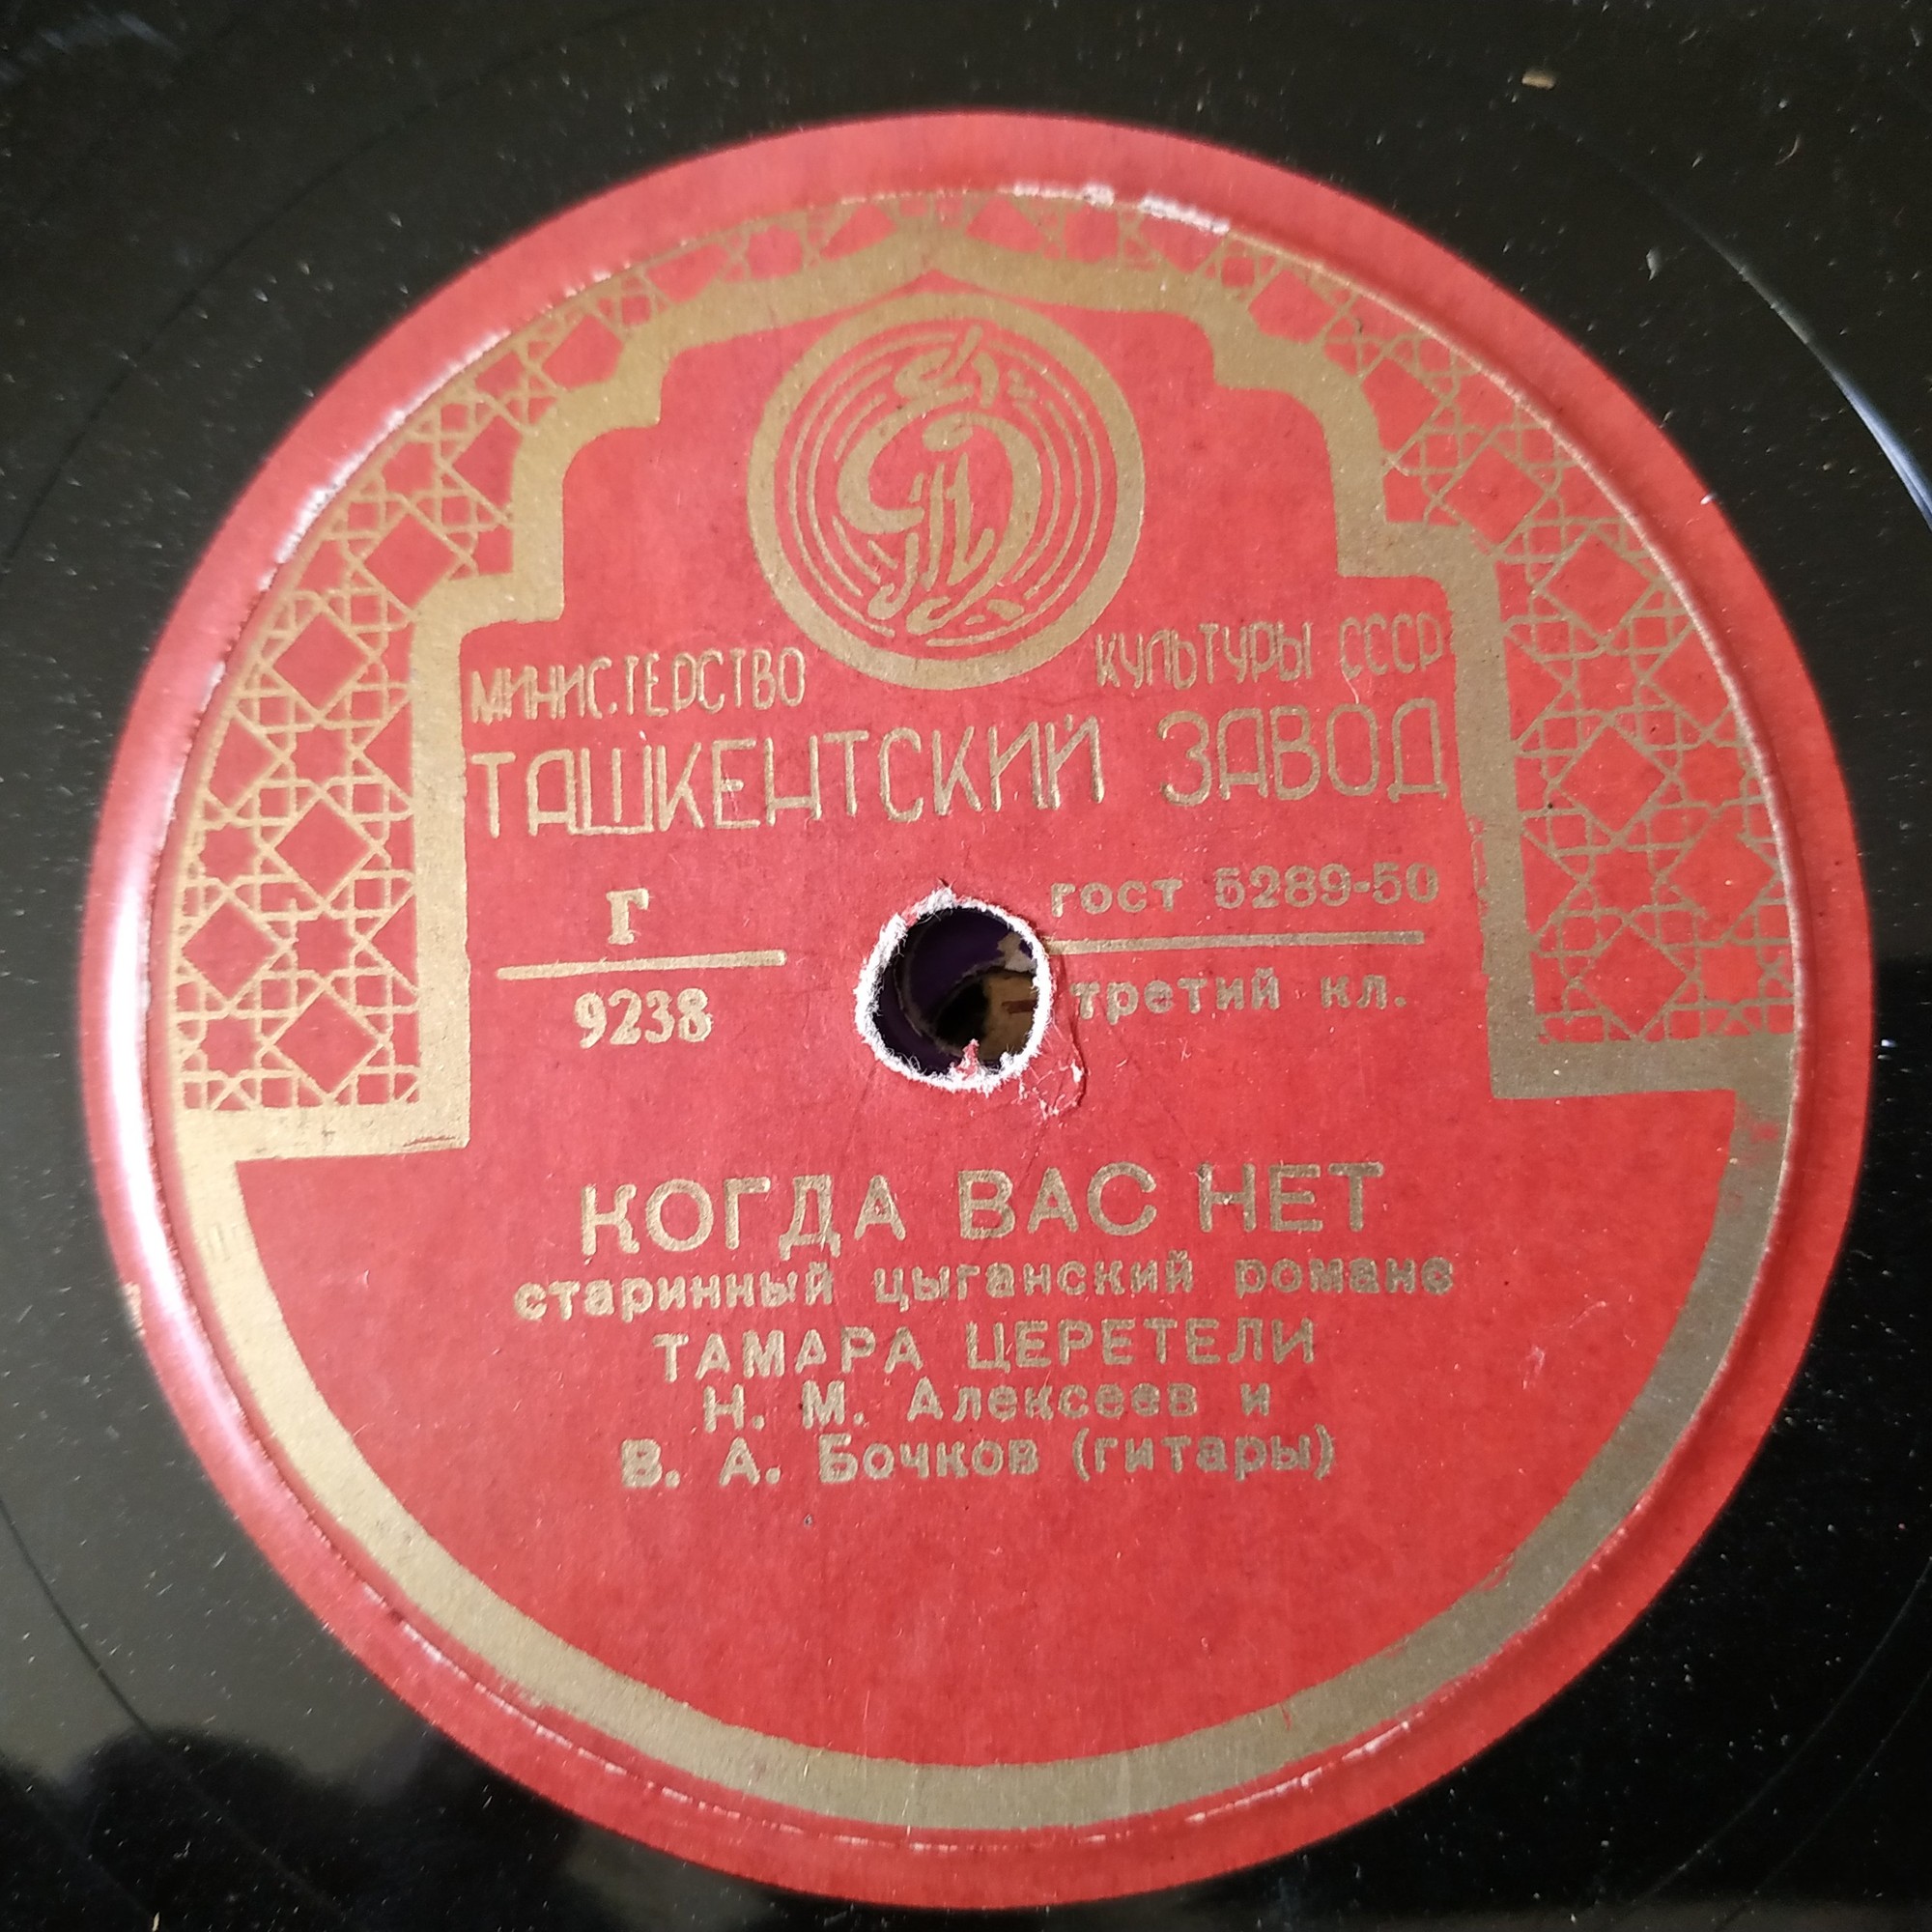 МИНИСТЕРСТВО КУЛЬТУРЫ СССР
ТАШКЕНТСКИЙ ЗАВОД
Г
9238
гост 5289-50
третий кл.
КОГДА ВАС НЕТ
старинный цыганский романс
ТАМАРА ЦЕРЕТЕЛИ
Н. М. Алексеев и
В. А. Бочков (гитары)